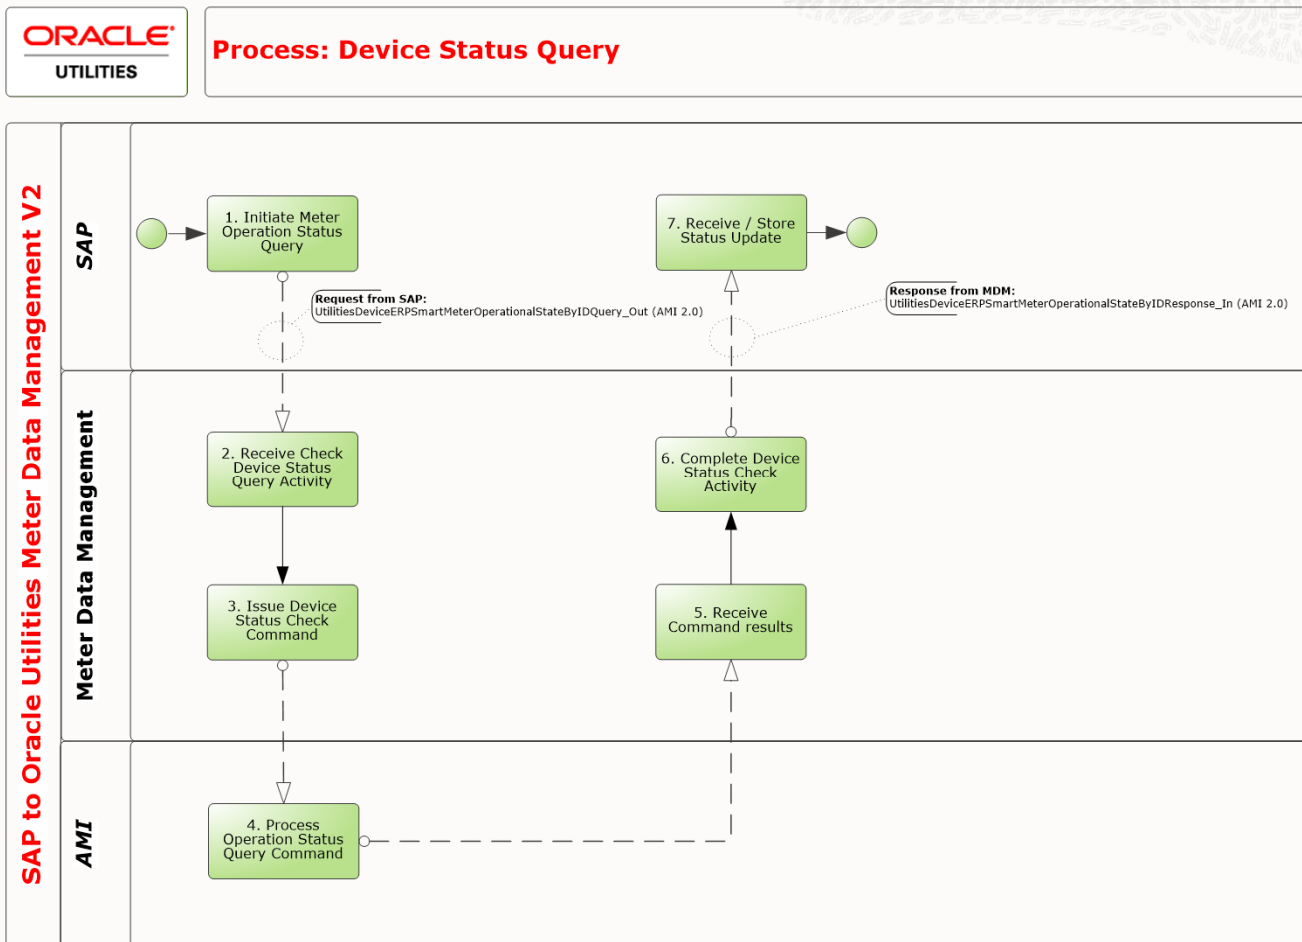 ORACLE
UTILITIES
Process: Device Status Query
SAP to Oracle Utilities Meter Data Management V2
SAP
1. Initiate Meter
Operation Status
Query
7. Receive / Store
Status Update
Request from SAP:
UtilitiesDeviceERPSmartMeterOperationalStateByIDQuery_Out (AMI 2.0)
Response from MDM:
UtilitiesDeviceERPSmartMeterOperationalStateByIDResponse_In (AMI 2.0)
Meter Data Management
2. Receive Check
Device Status
Query Activity
6. Complete Device
Status Check
Activity
3. Issue Device
Status Check
Command
5. Receive
Command results
AMI
4. Process
Operation Status
Query Command